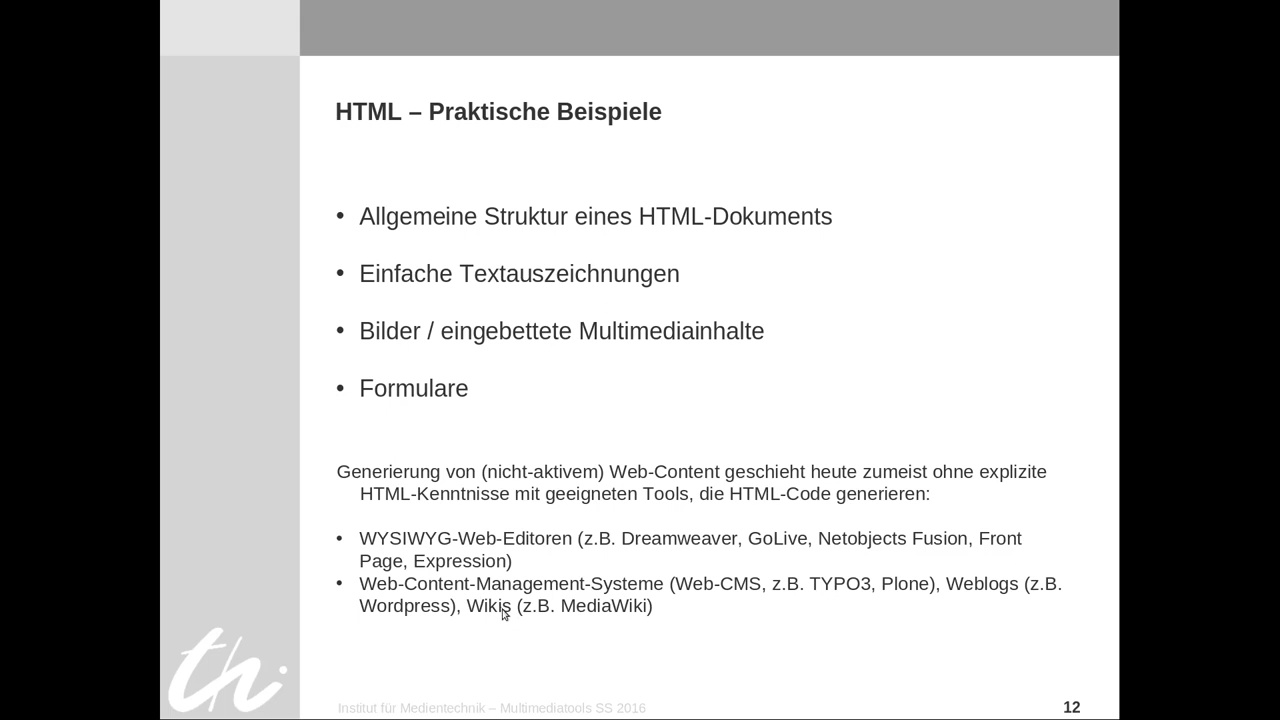 HTML – Praktische Beispiele
• Allgemeine Struktur eines HTML-Dokuments
• Einfache Textauszeichnungen
• Bilder / eingebettete Multimediainhalte
• Formulare
Generierung von (nicht-aktivem) Web-Content geschieht heute zumeist ohne explizite
HTML-Kenntnisse mit geeigneten Tools, die HTML-Code generieren:
• WYSIWYG-Web-Editoren (z.B. Dreamweaver, GoLive, Netobjects Fusion, Front
Page, Expression)
• Web-Content-Management-Systeme (Web-CMS, z.B. TYPO3, Plone), Weblogs (z.B.
Wordpress), Wikis (z.B. MediaWiki)
th
Institut für Medientechnik – Multimediatools SS 2016
12